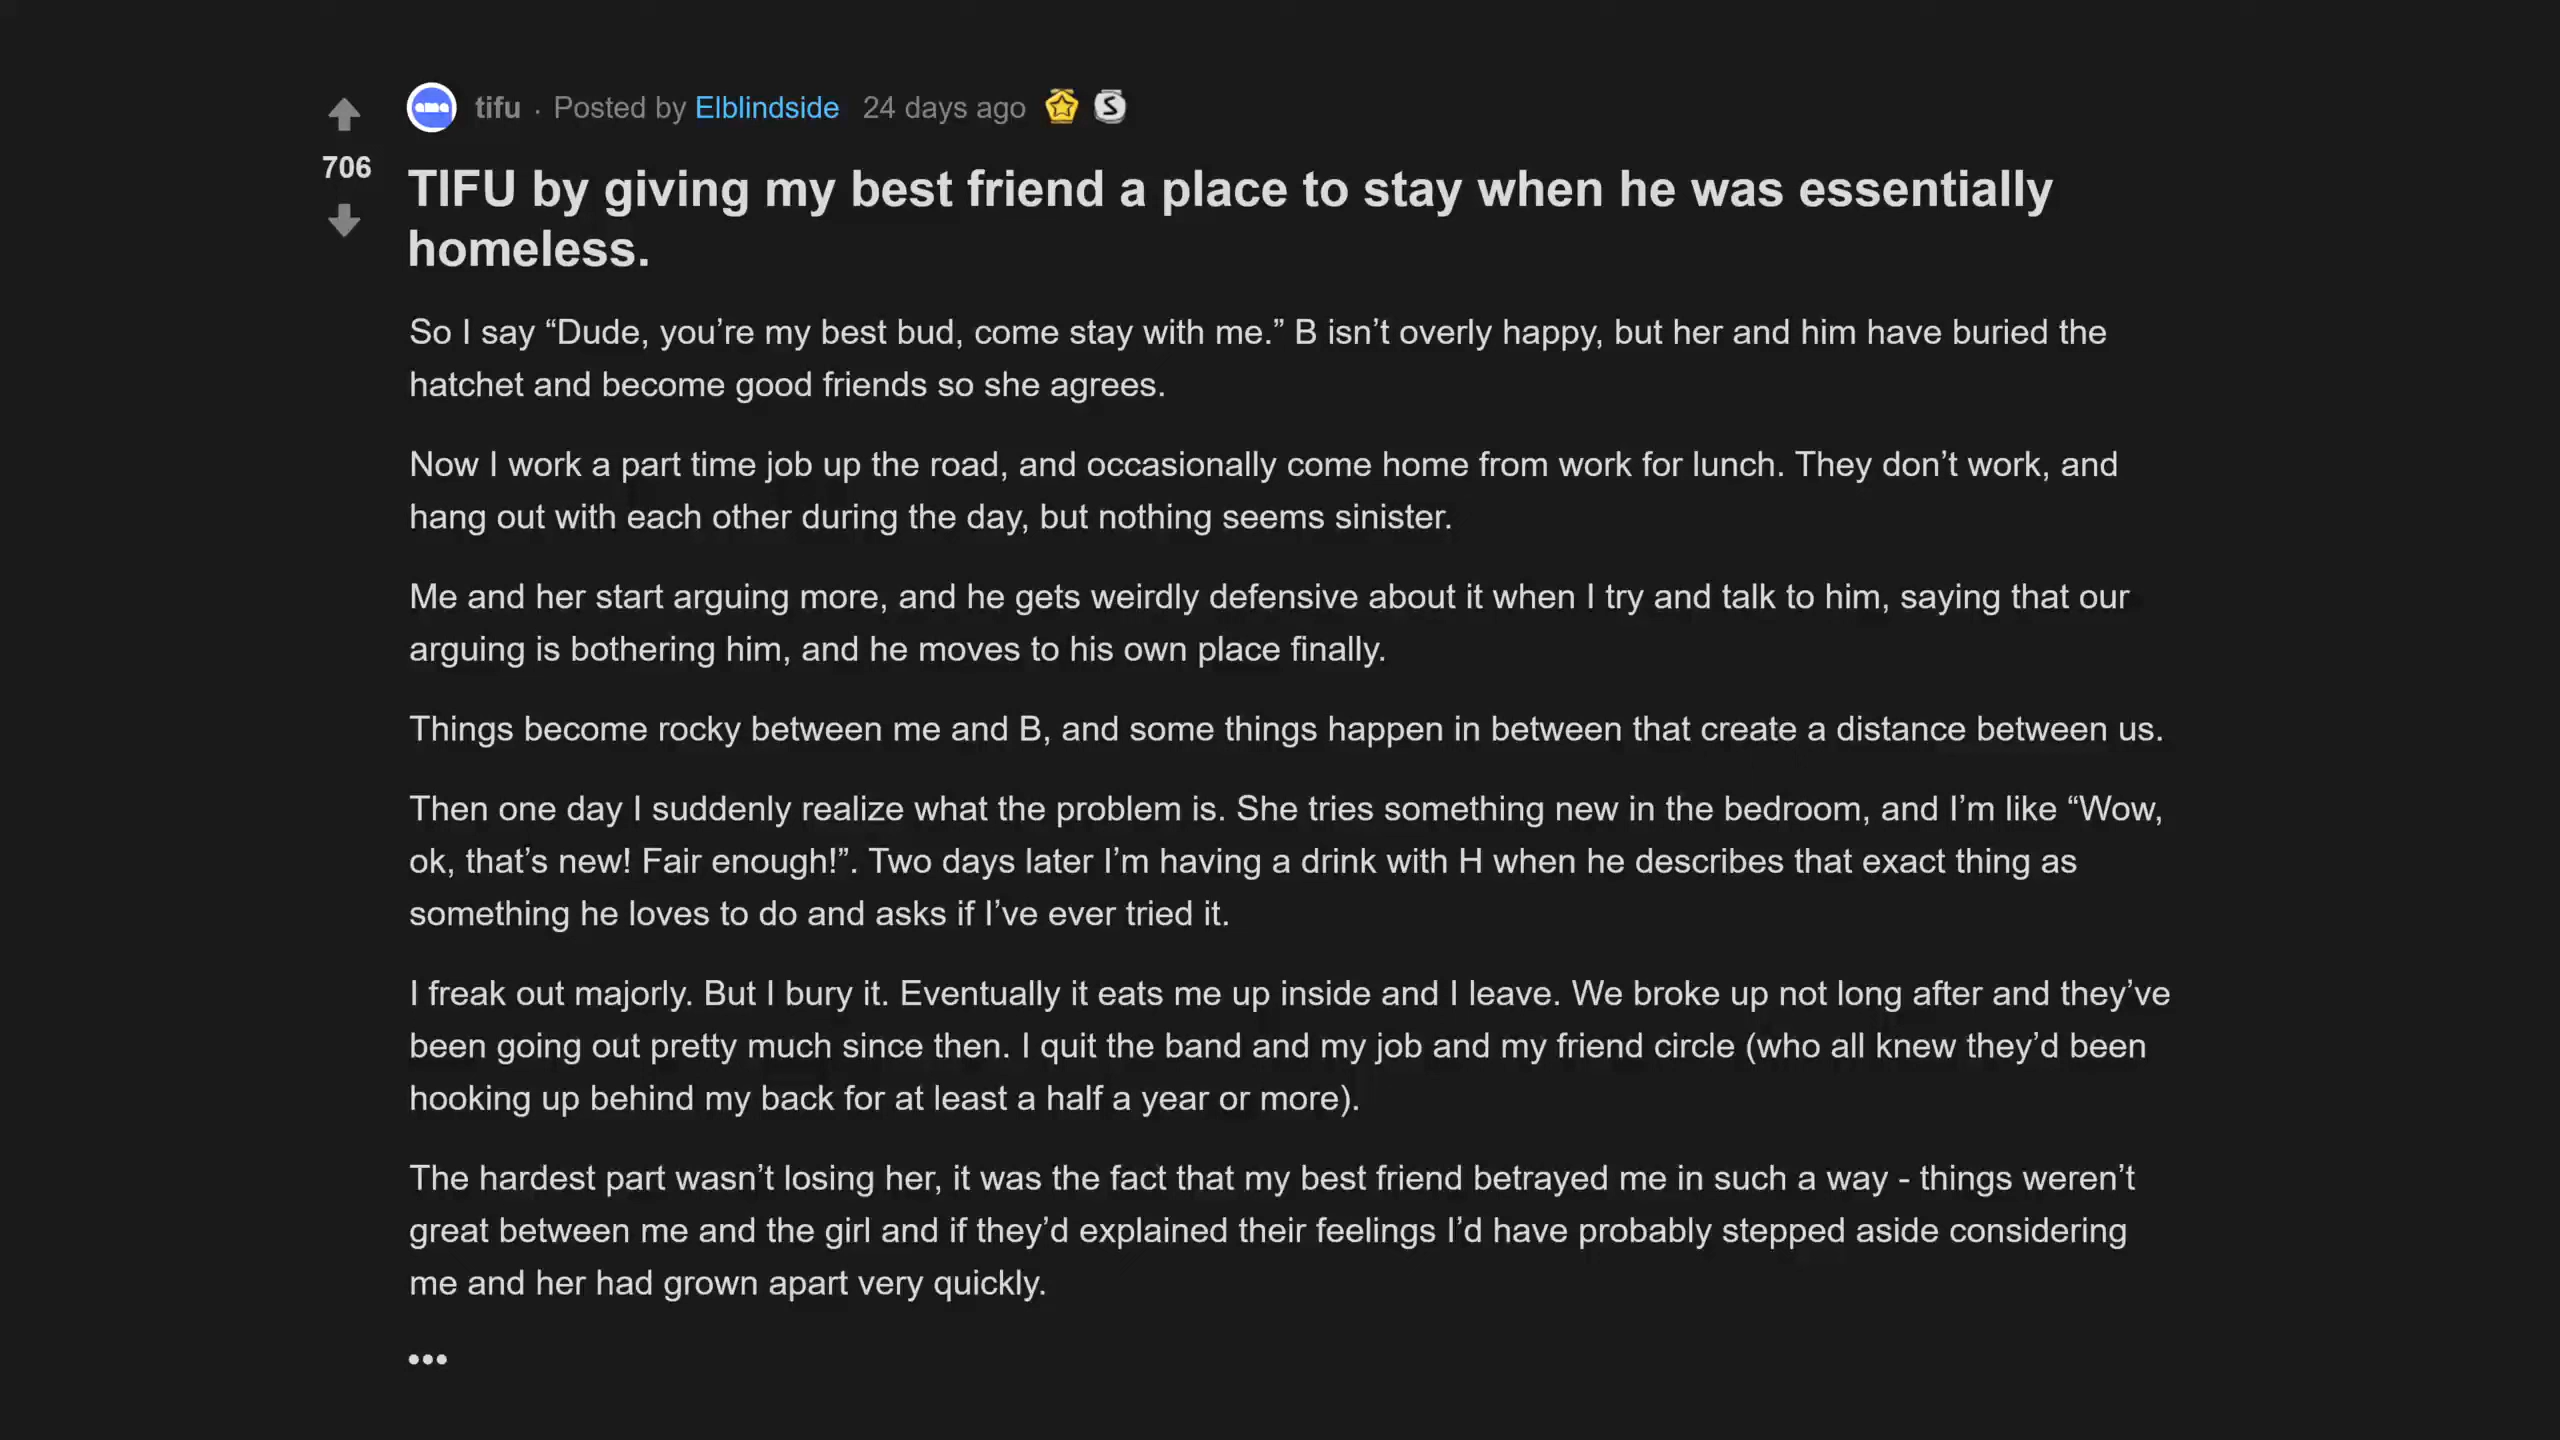 ama tifu · Posted by Elblindside 24 days ago S
706
TIFU by giving my best friend a place to stay when he was essentially
homeless.
So I say “Dude, you’re my best bud, come stay with me.” B isn’t overly happy, but her and him have buried the
hatchet and become good friends so she agrees.
Now I work a part time job up the road, and occasionally come home from work for lunch. They don’t work, and
hang out with each other during the day, but nothing seems sinister.
Me and her start arguing more, and he gets weirdly defensive about it when I try and talk to him, saying that our
arguing is bothering him, and he moves to his own place finally.
Things become rocky between me and B, and some things happen in between that create a distance between us.
Then one day I suddenly realize what the problem is. She tries something new in the bedroom, and I’m like “Wow,
ok, that’s new! Fair enough!”. Two days later I’m having a drink with H when he describes that exact thing as
something he loves to do and asks if I’ve ever tried it.
I freak out majorly. But I bury it. Eventually it eats me up inside and I leave. We broke up not long after and they’ve
been going out pretty much since then. I quit the band and my job and my friend circle (who all knew they’d been
hooking up behind my back for at least a half a year or more).
The hardest part wasn’t losing her, it was the fact that my best friend betrayed me in such a way - things weren’t
great between me and the girl and if they’d explained their feelings I’d have probably stepped aside considering
me and her had grown apart very quickly.
•••